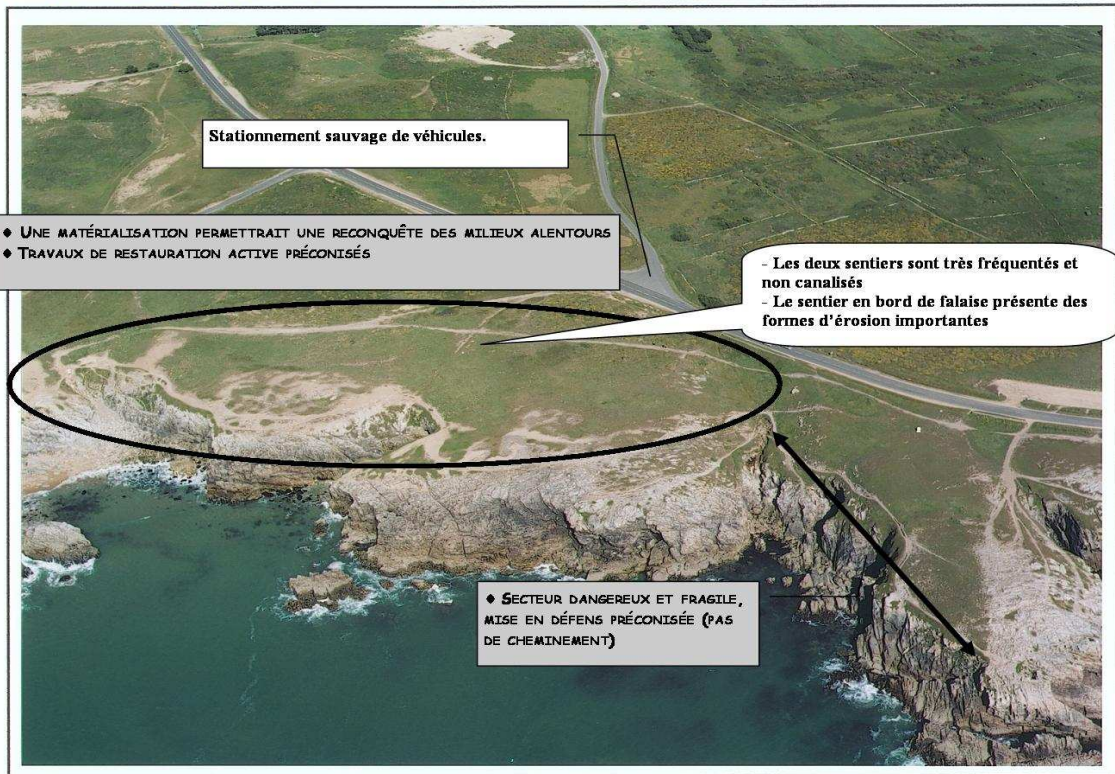 Stationnement sauvage de véhicules.
♦ UNE MATÉRIALISATION PERMETTRAIT UNE RECONQUÊTE DES MILIEUX ALENTOURS
♦ TRAVAUX DE RESTAURATION ACTIVE PRÉCONISÉS
- Les deux sentiers sont très fréquentés et
non canalisés
- Le sentier en bord de falaise présente des
formes d'érosion importantes
♦ SECTEUR DANGEREUX ET FRAGILE,
MISE EN DÉFENS PRÉCONISÉE (PAS
DE CHEMINEMENT)